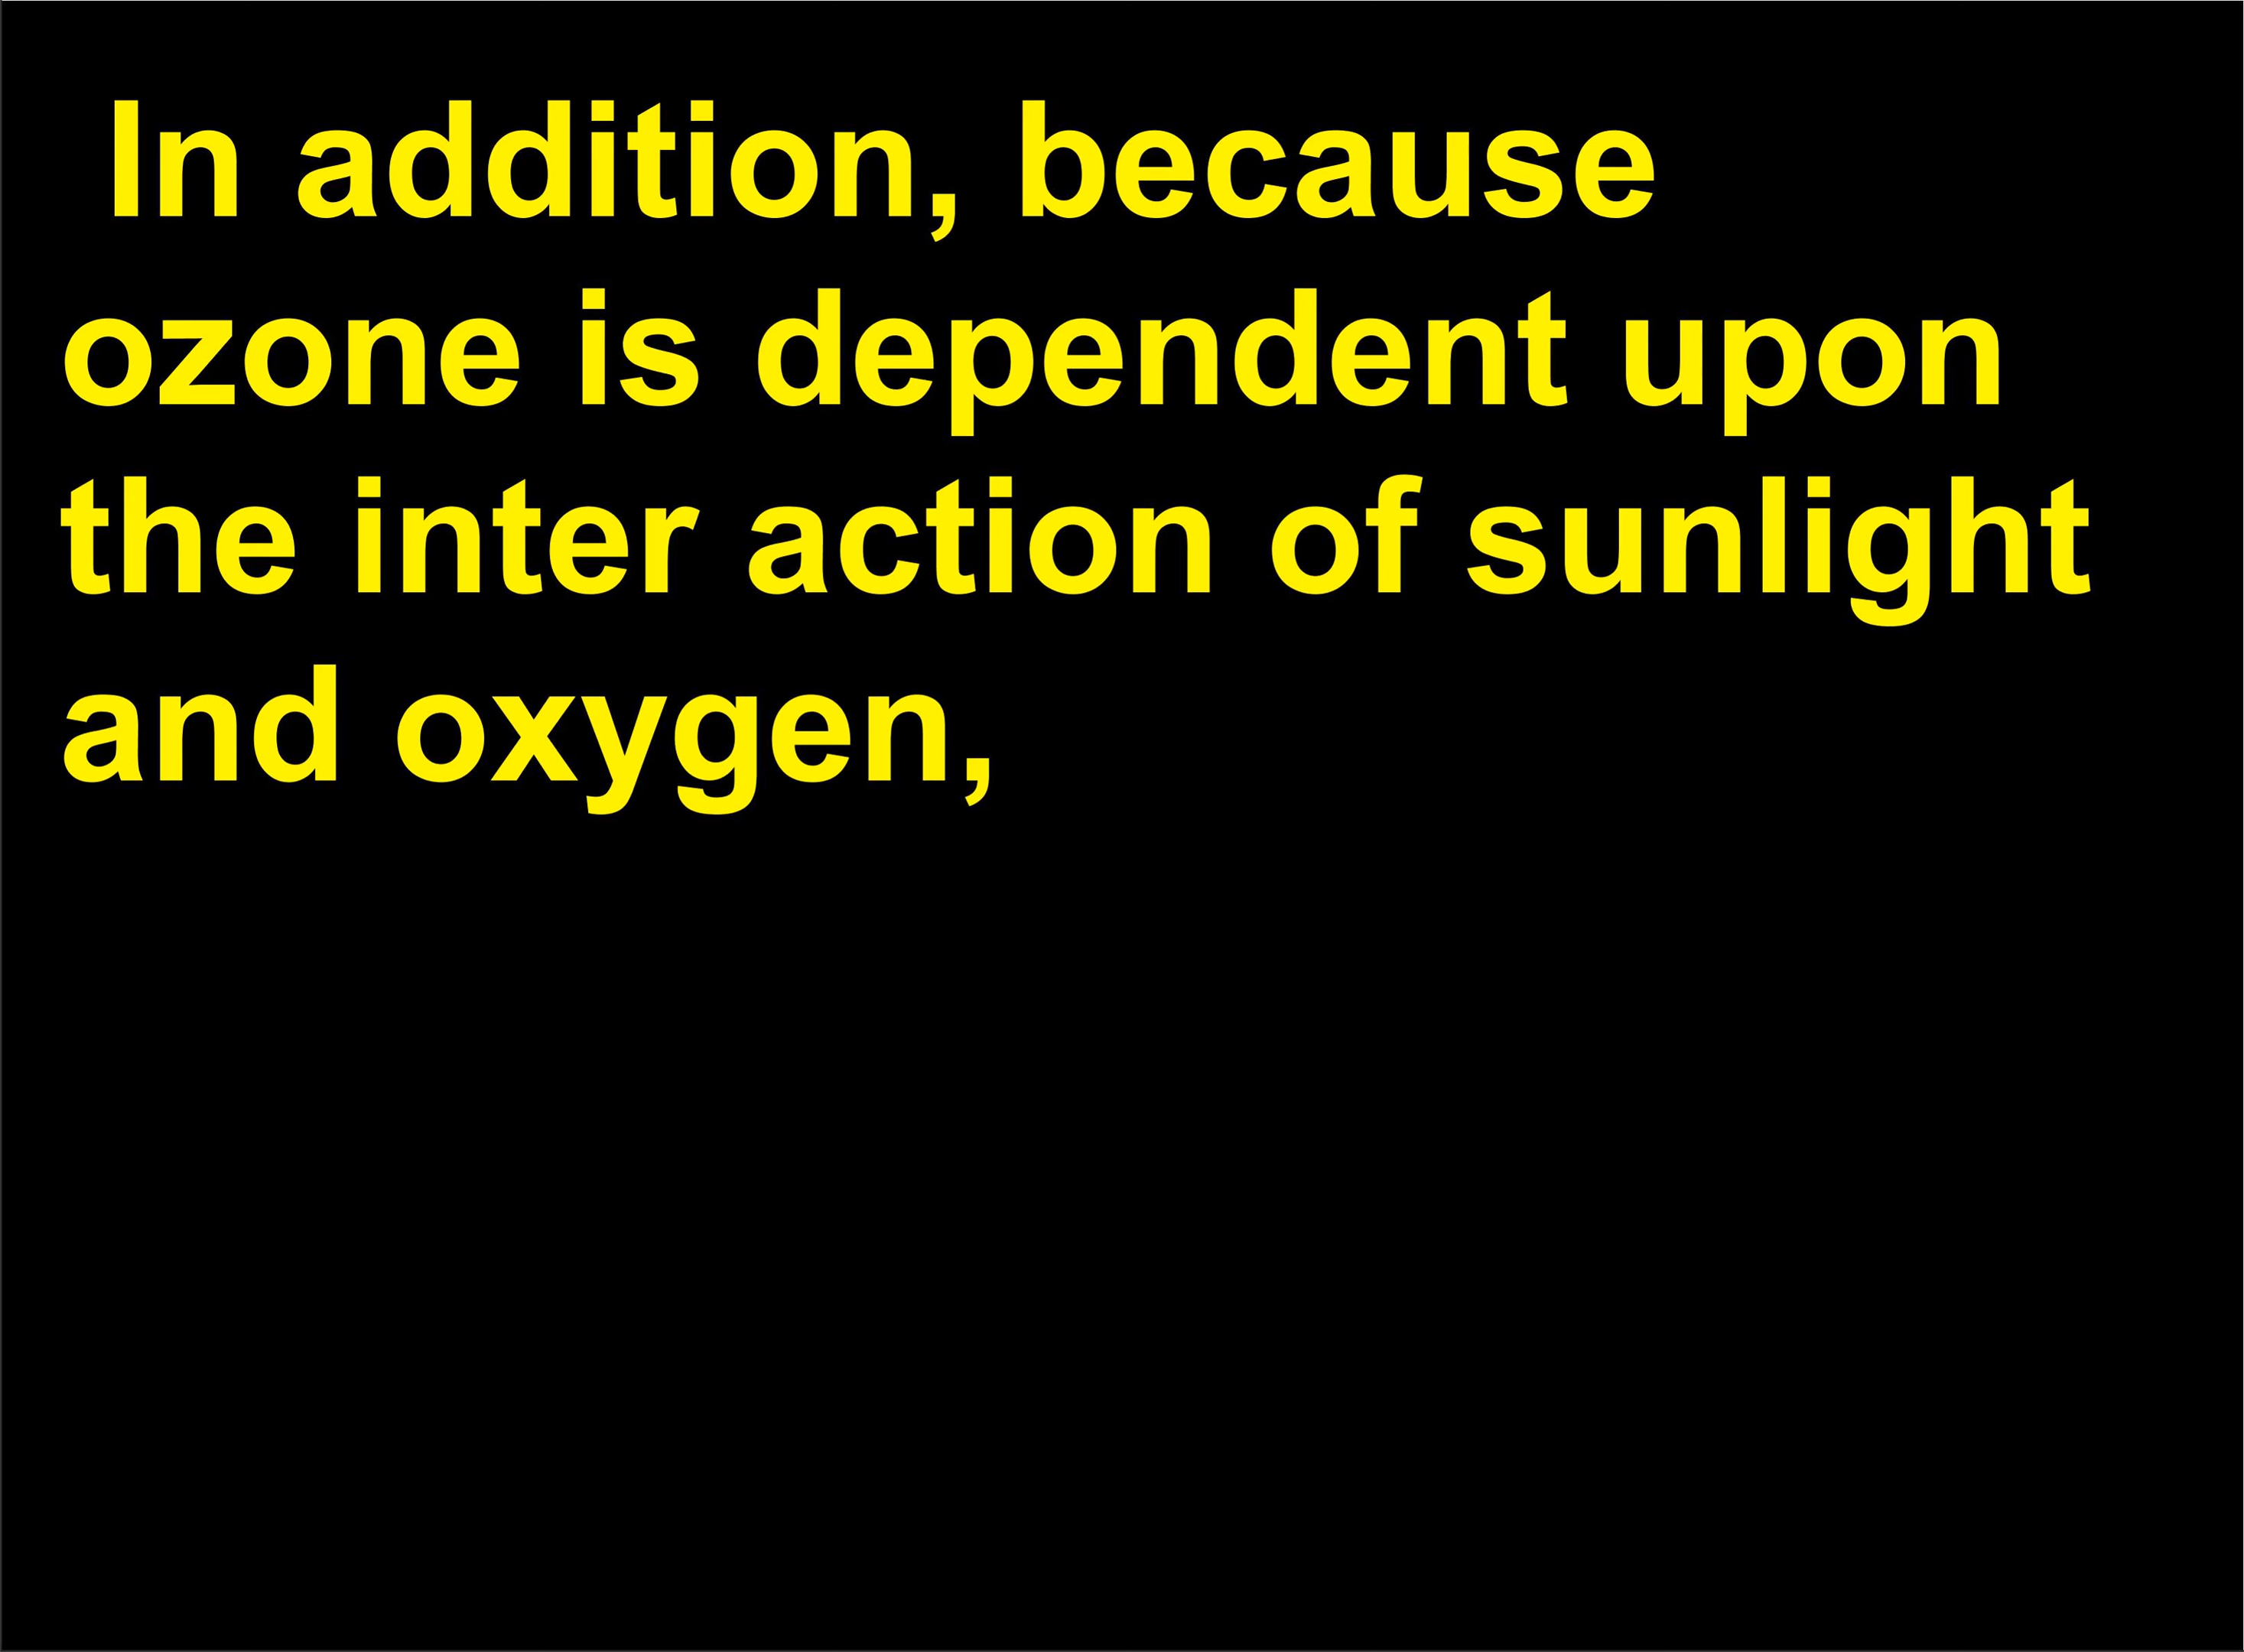 In addition, because
ozone is dependent upon
the inter action of sunlight
and oxygen,